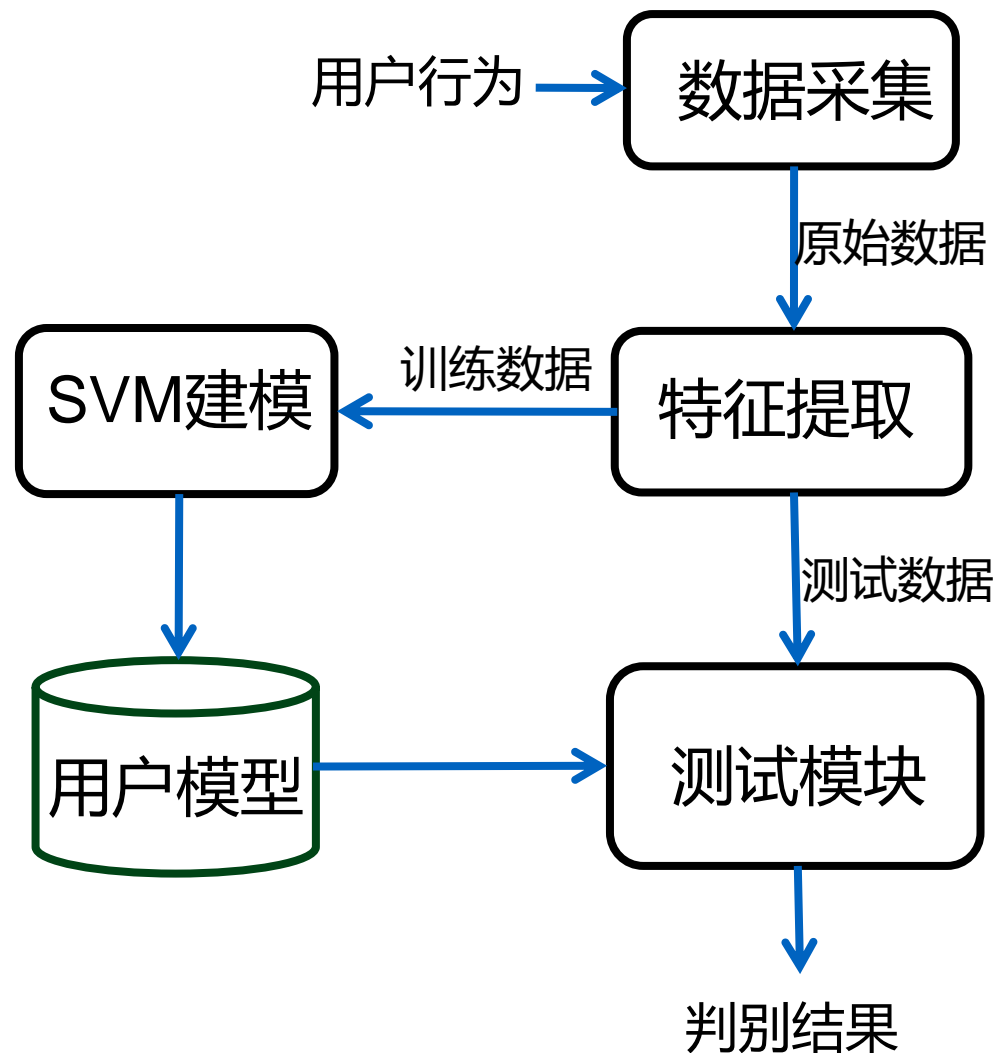 用户行为
数据采集
原始数据
训练数据
SVM建模
特征提取
测试数据
用户模型
测试模块
判别结果